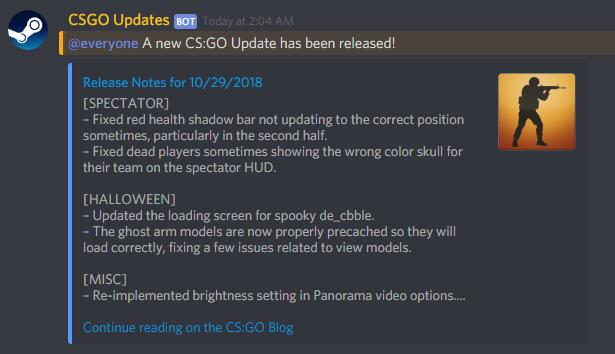 CSGO Updates BOT Today at 2:04 AM
@everyone A new CS:GO Update has been released!
Release Notes for 10/29/2018
[SPECTATOR]
– Fixed red health shadow bar not updating to the correct position
sometimes, particularly in the second half.
– Fixed dead players sometimes showing the wrong color skull for
their team on the spectator HUD.
[HALLOWEEN]
– Updated the loading screen for spooky de_cbble.
– The ghost arm models are now properly precached so they will
load correctly, fixing a few issues related to view models.
[MISC]
– Re-implemented brightness setting in Panorama video options....
Continue reading on the CS:GO Blog